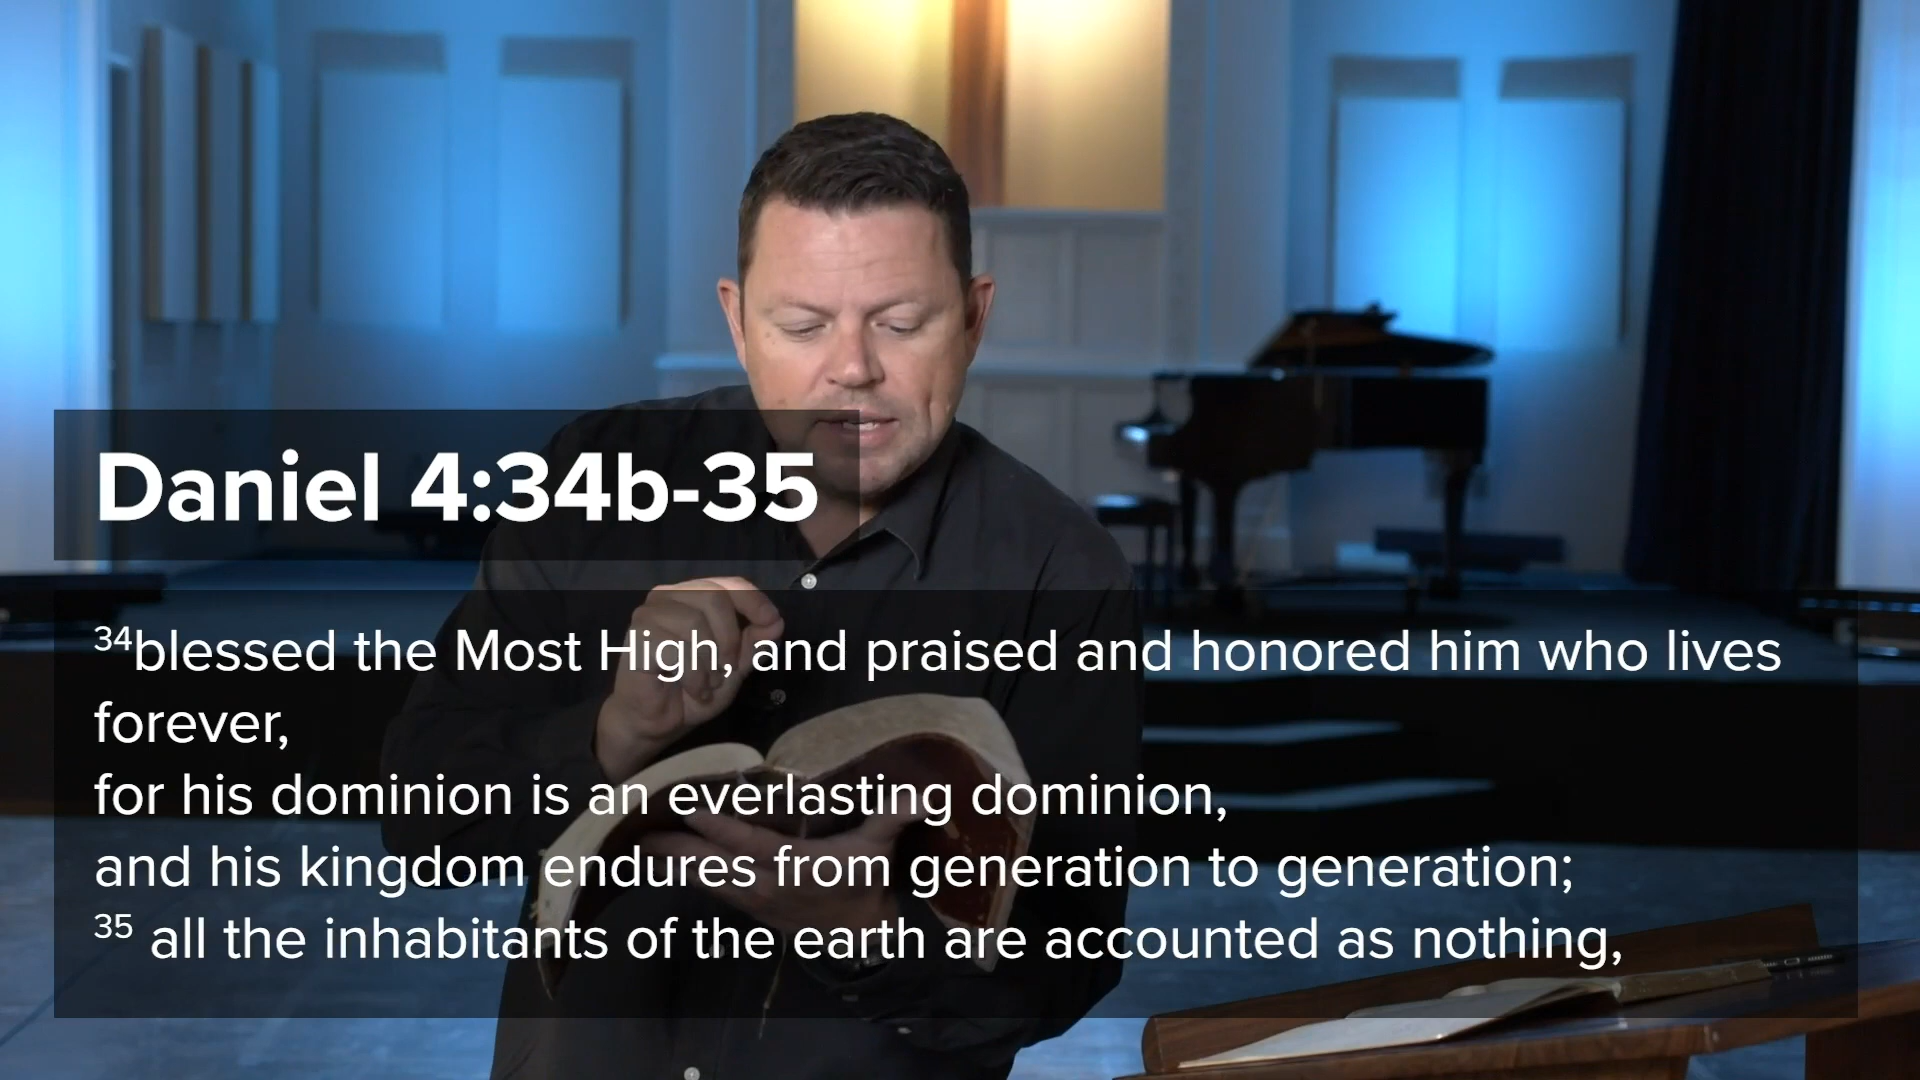 Daniel 4:34b-35
34blessed the Most High, and praised and honored him who lives
forever,
for his dominion is an everlasting dominion,
and his kingdom endures from generation to generation;
35 all the inhabitants of the earth are accounted as nothing,